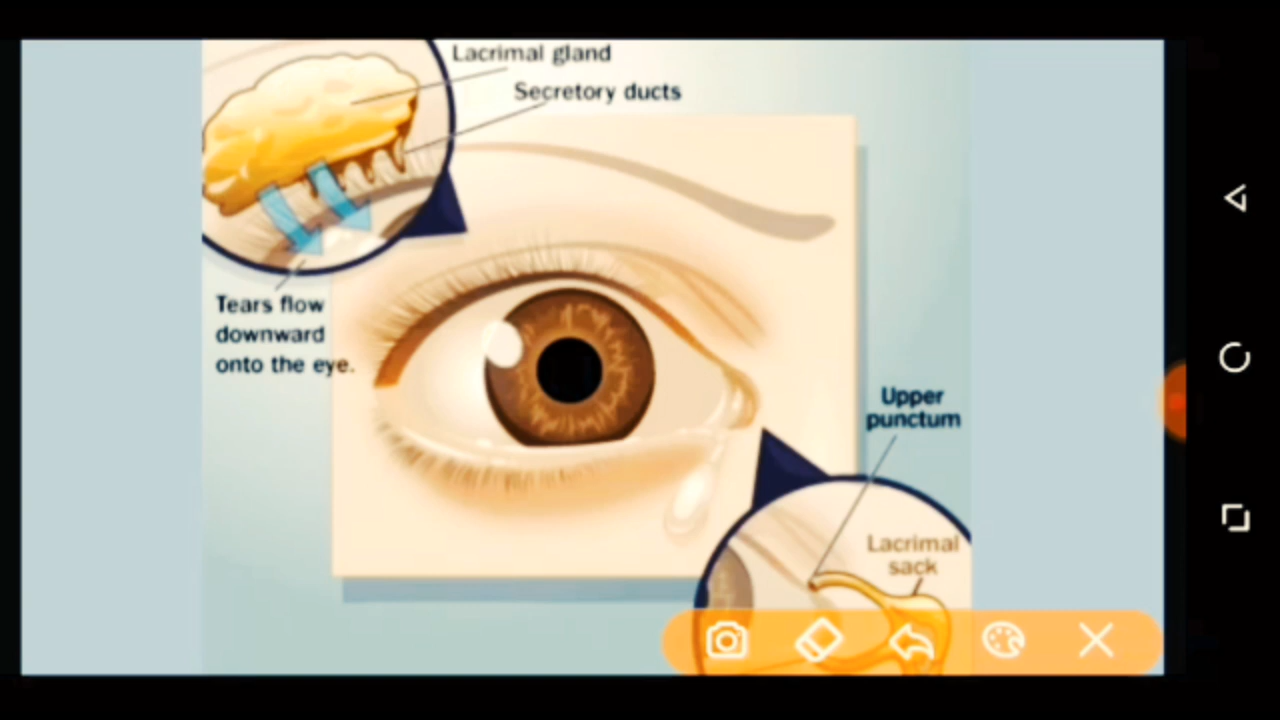 Lacrimal gland
Secretory ducts
Tears flow
downward
onto the eye.
Upper
punctum
Lacrimal
sack